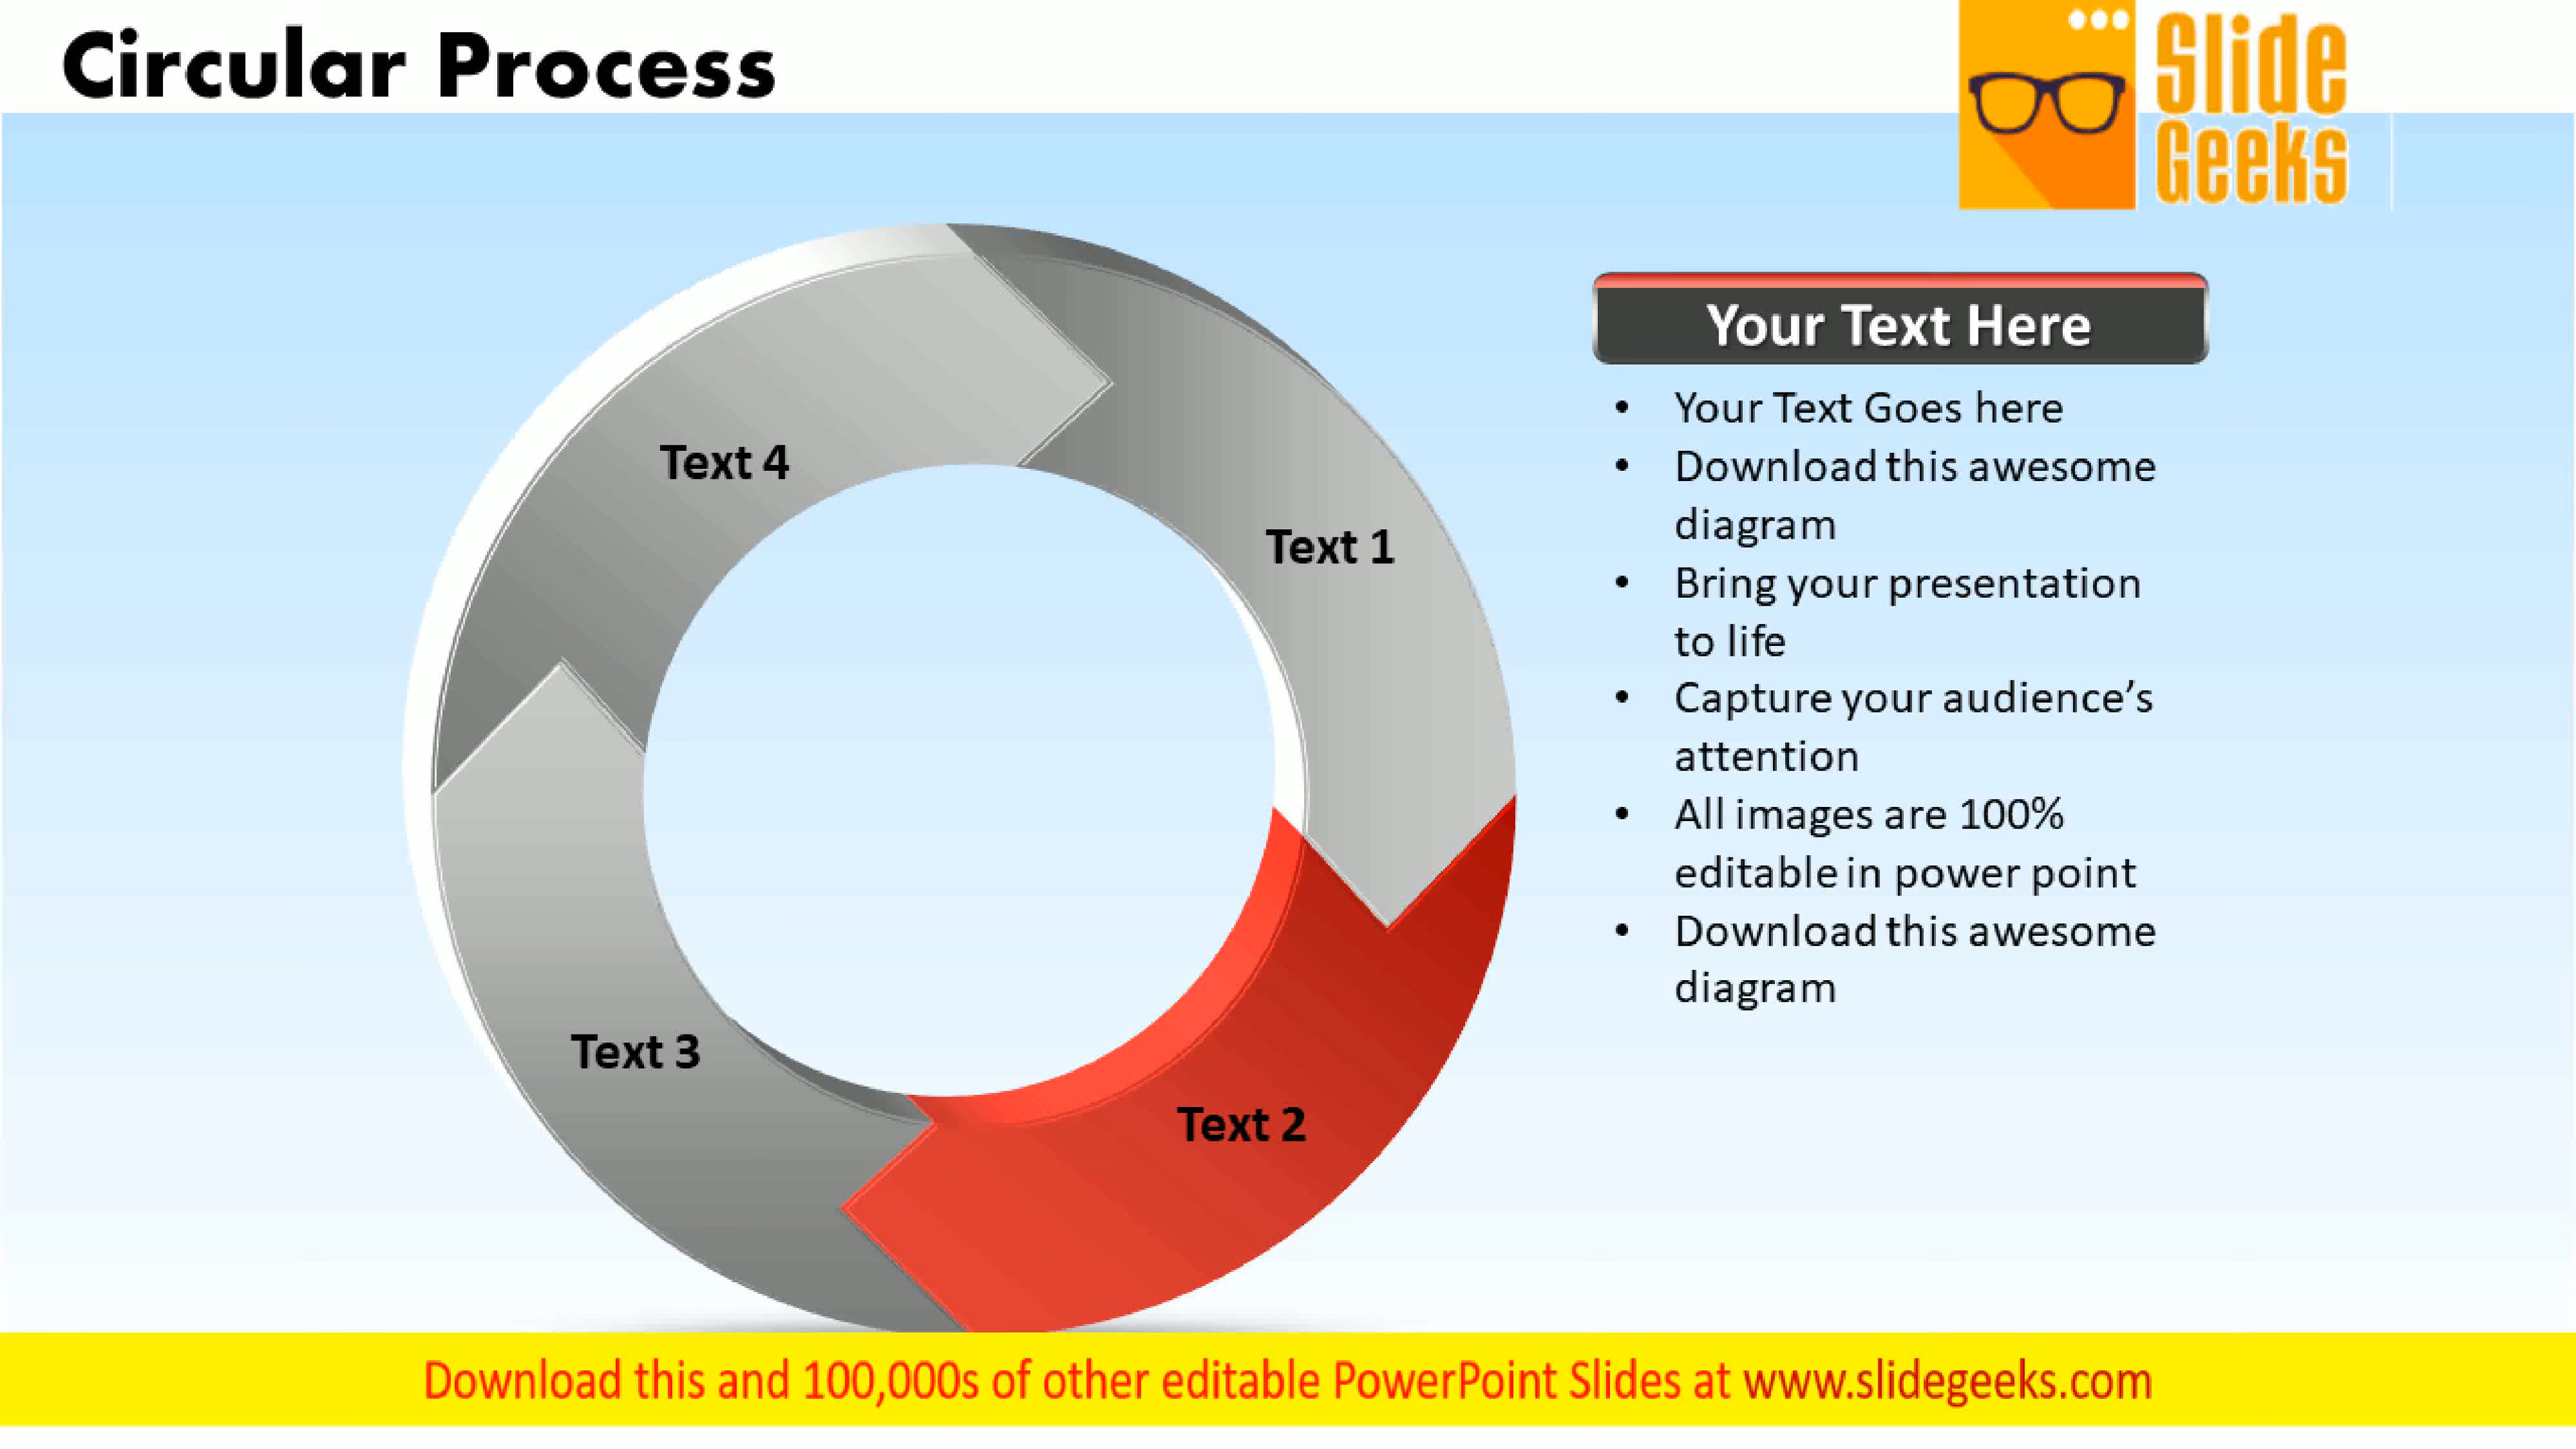 Circular Process
Slide
Geeks
Your Text Here
• Your Text Goes here
• Download this awesome
diagram
• Bring your presentation
to life
• Capture your audience’s
attention
• All images are 100%
editable in power point
• Download this awesome
diagram
Text 4
Text 1
Text 3
Text 2
Download this and 100,000s of other editable PowerPoint Slides at www.slidegeeks.com